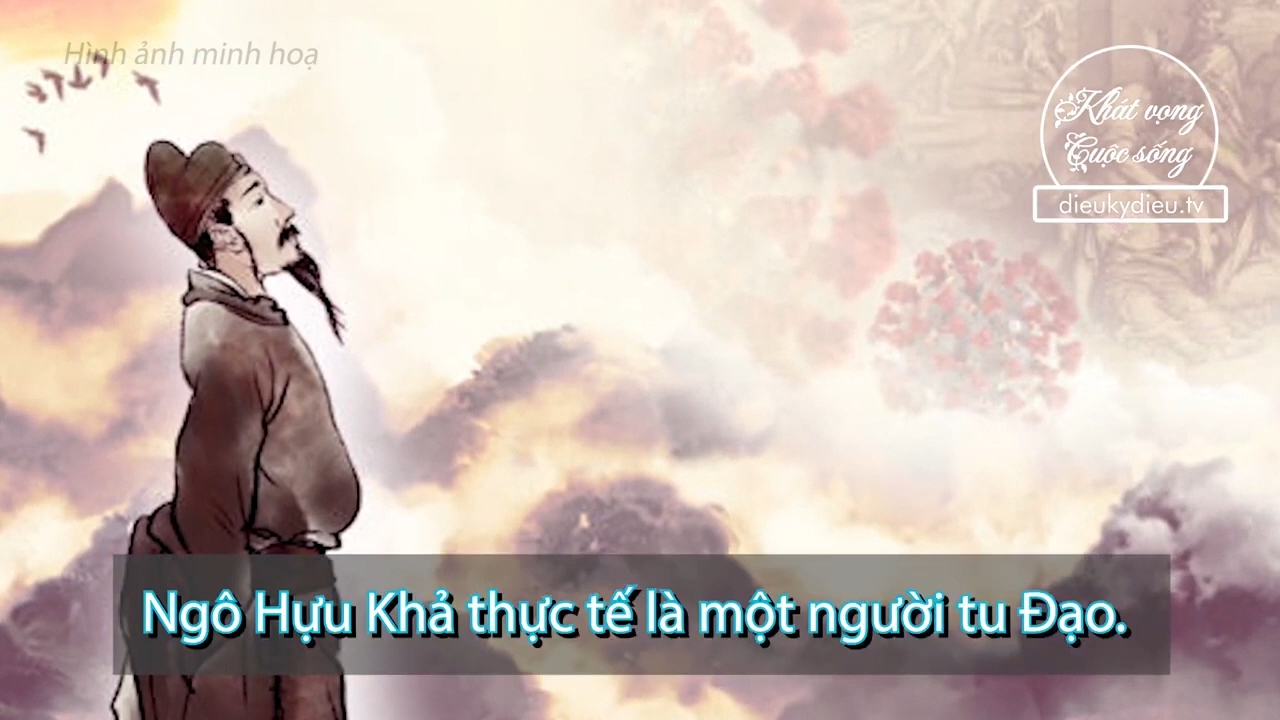 Hình ảnh minh hoạ
Khát vọng
Cuộc sống
dieukydieu.tv
Ngô Hựu Khả thực tế là một người tu Đạo.